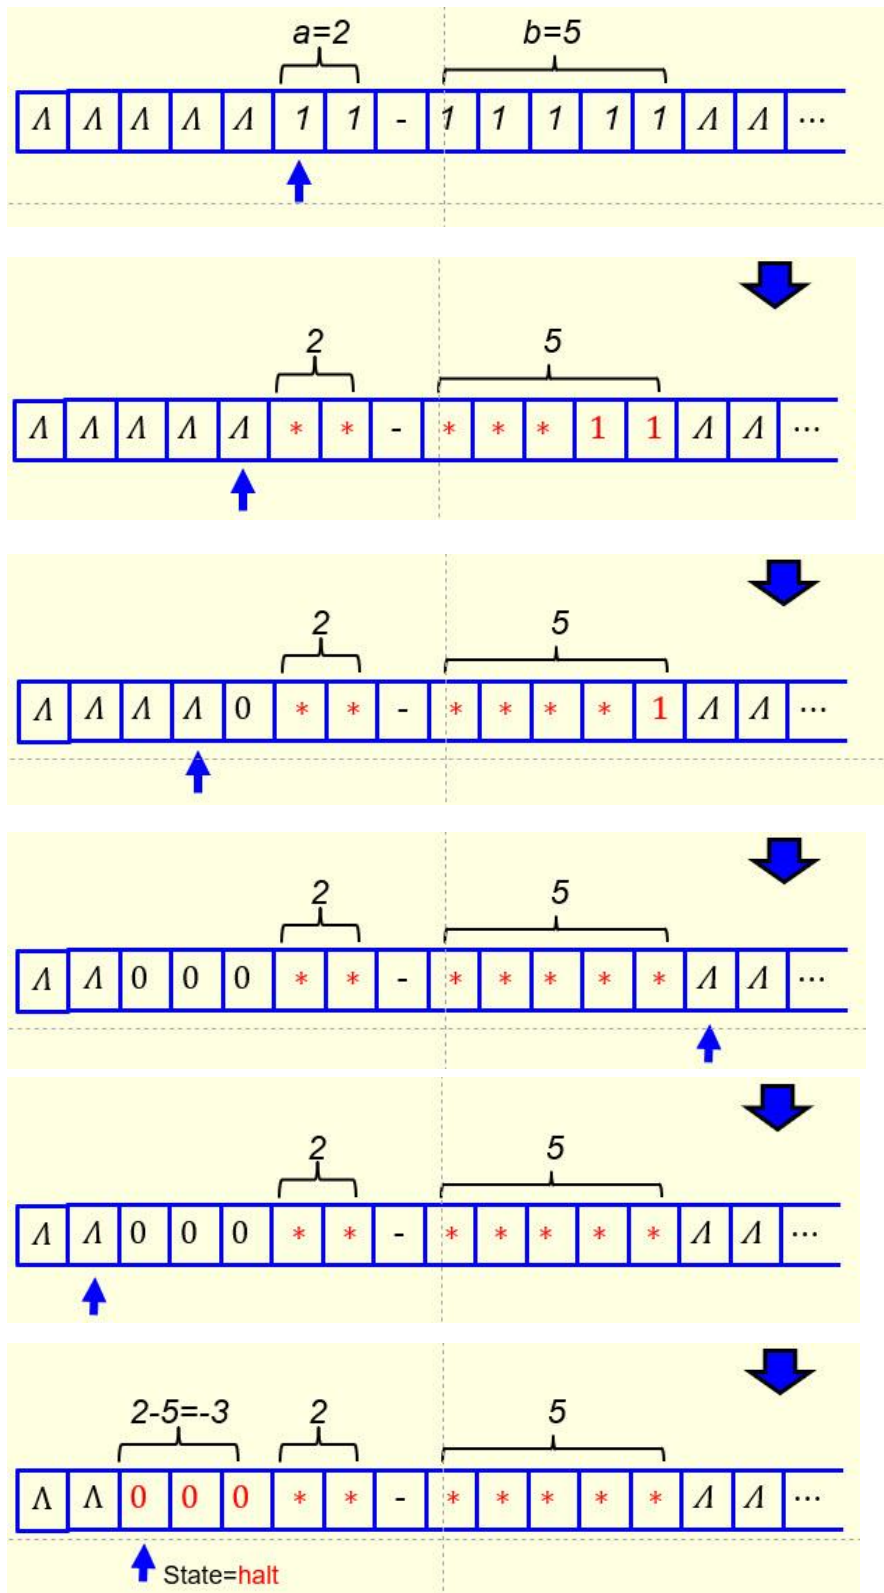 a=2 b=5
Λ Λ Λ Λ Λ 1 1 - 1 1 1 1 1 Λ Λ ...
2 5
Λ Λ Λ Λ Λ * * - * * * 1 1 Λ Λ ...
2 5
Λ Λ Λ Λ 0 * * - * * * * 1 Λ Λ ...
2 5
Λ Λ 0 0 0 * * - * * * * * Λ Λ ...
2 5
Λ Λ 0 0 0 * * - * * * * * Λ Λ ...
2-5=-3 2 5
Λ Λ 0 0 0 * * - * * * * * Λ Λ ...
State=halt